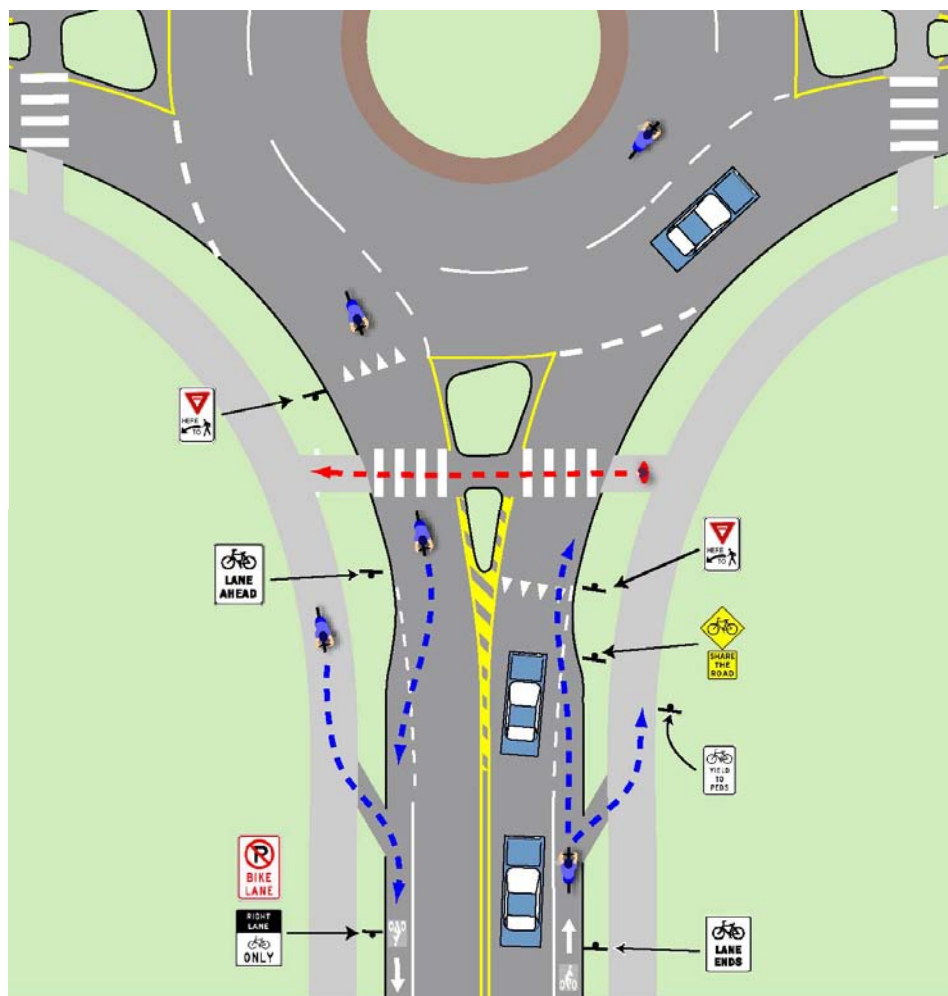 HERE
TO
LANE
AHEAD
HERE
TO
SHARE
THE
ROAD
YIELD
TO
PEDS
P
BIKE
LANE
RIGHT
LANE
ONLY
LANE
ENDS